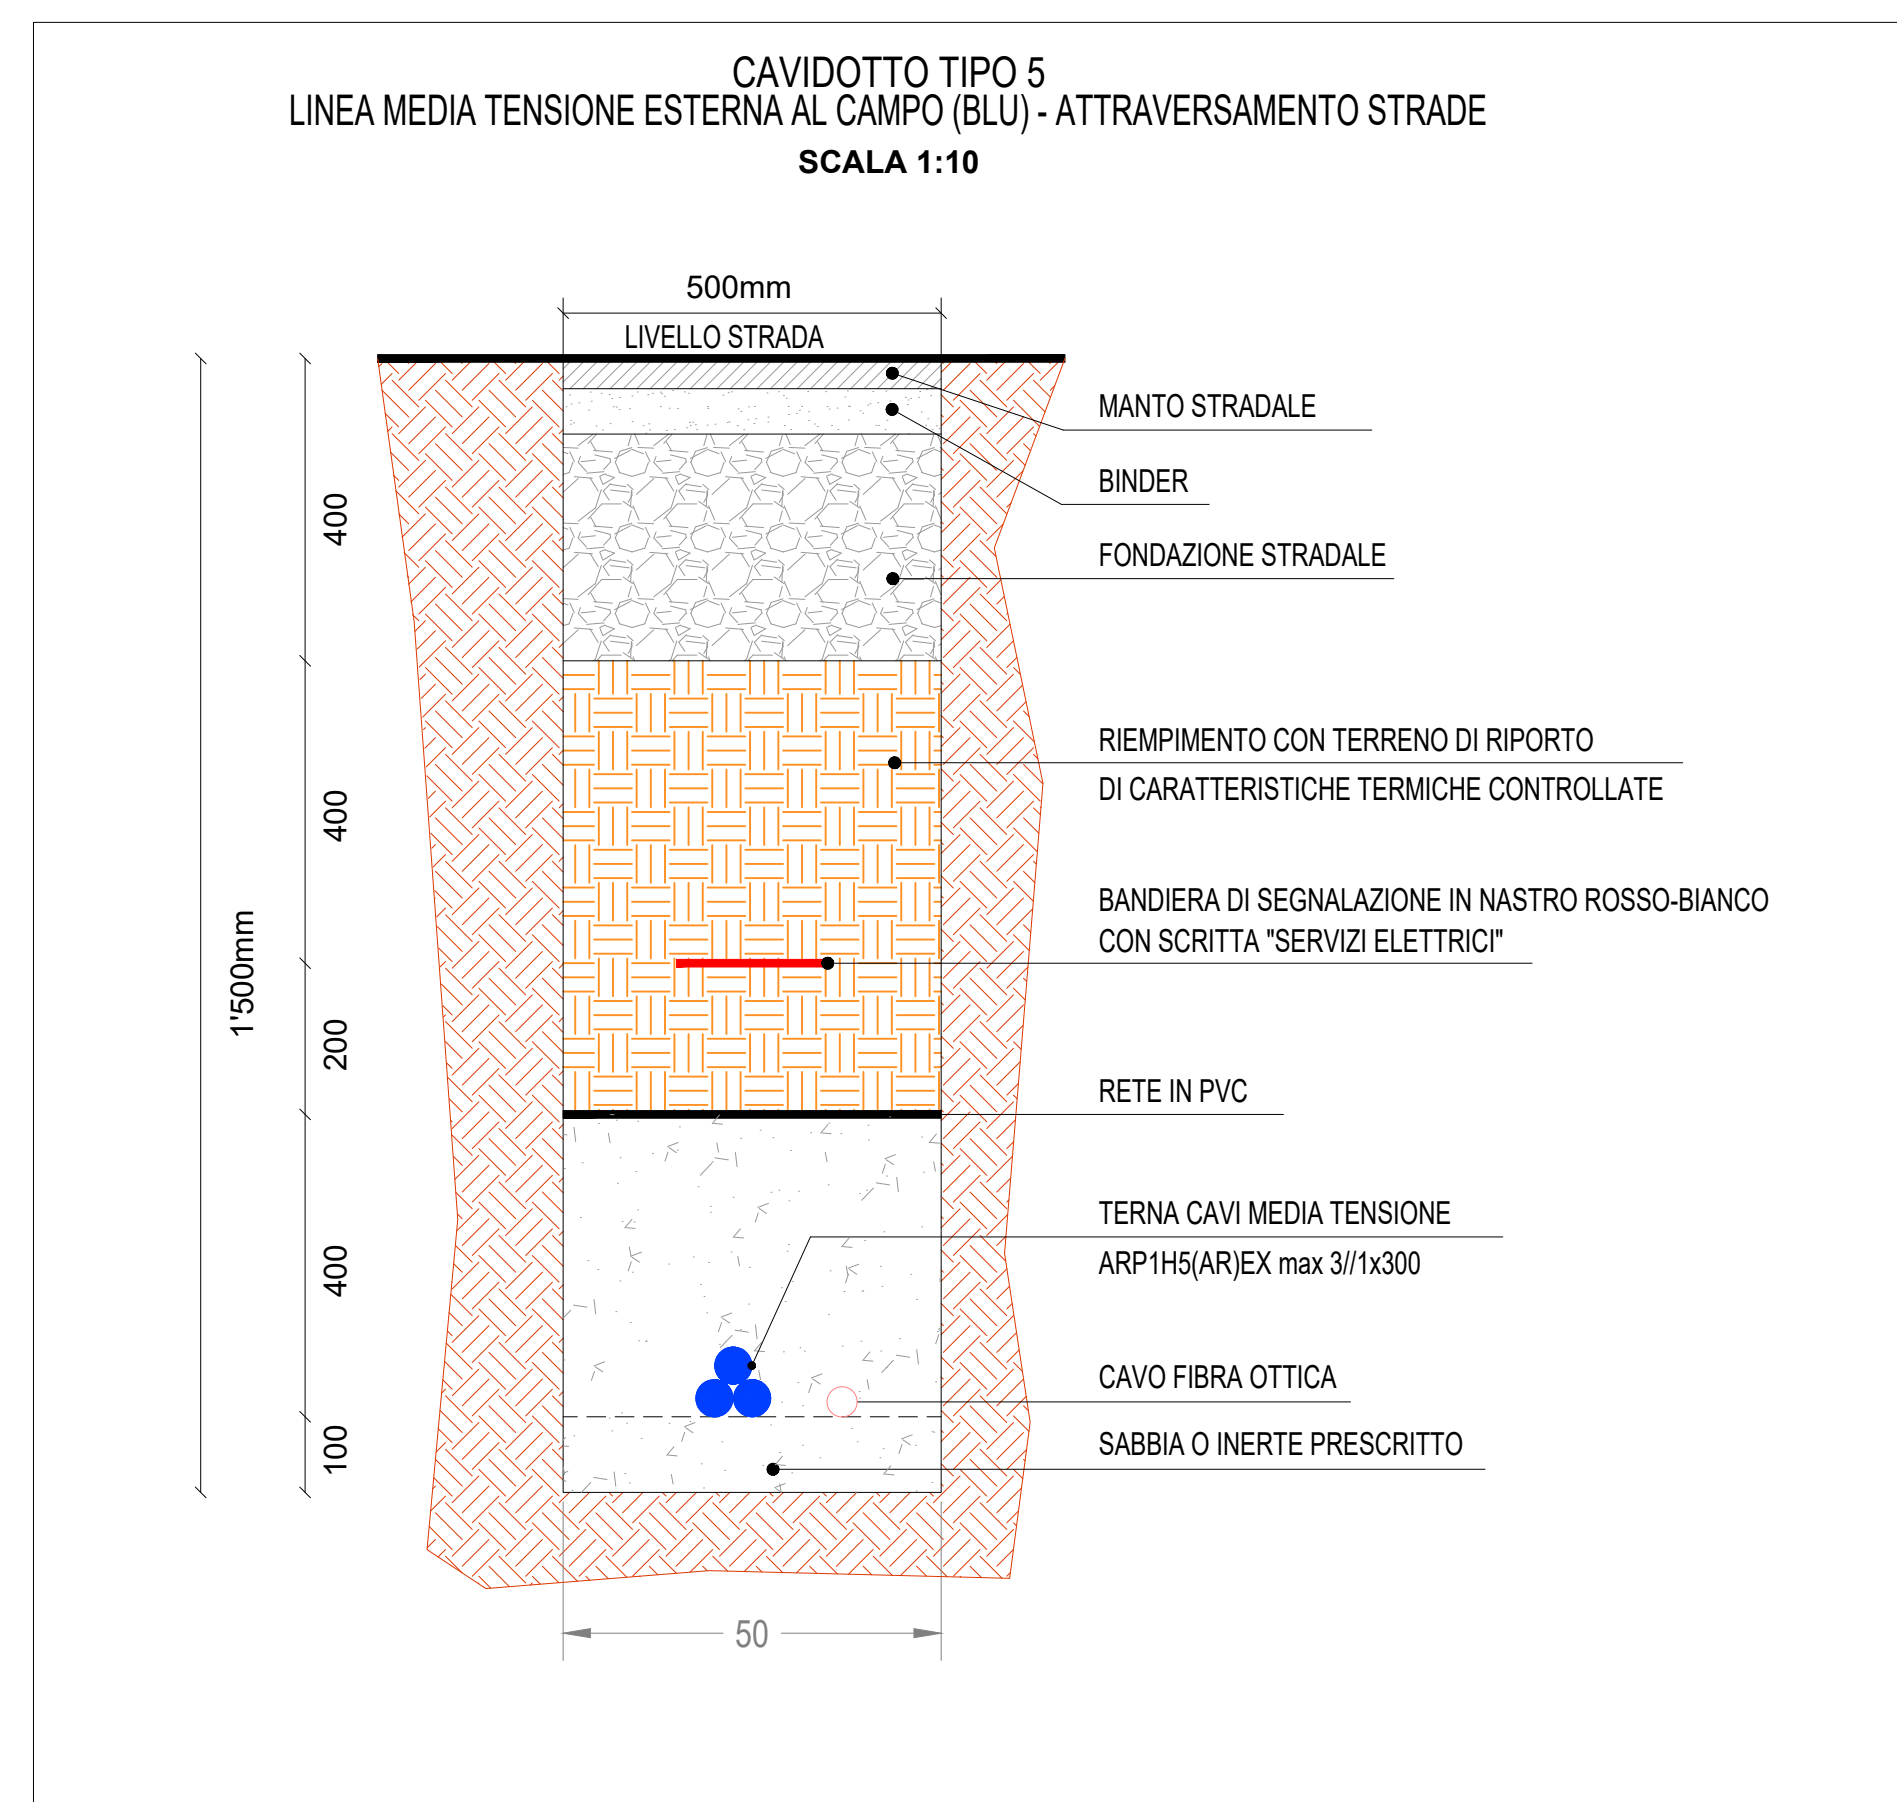 CAVIDOTTO TIPO 5
LINEA MEDIA TENSIONE ESTERNA AL CAMPO (BLU) - ATTRAVERSAMENTO STRADE
SCALA 1:10
500mm
LIVELLO STRADA
MANTO STRADALE
BINDER
400
FONDAZIONE STRADALE
RIEMPIMENTO CON TERRENO DI RIPORTO
DI CARATTERISTICHE TERMICHE CONTROLLATE
400
BANDIERA DI SEGNALAZIONE IN NASTRO ROSSO-BIANCO
CON SCRITTA "SERVIZI ELETTRICI"
1'500mm
200
RETE IN PVC
TERNA CAVI MEDIA TENSIONE
ARP1H5(AR)EX max 3//1x300
400
CAVO FIBRA OTTICA
SABBIA O INERTE PRESCRITTO
100
50